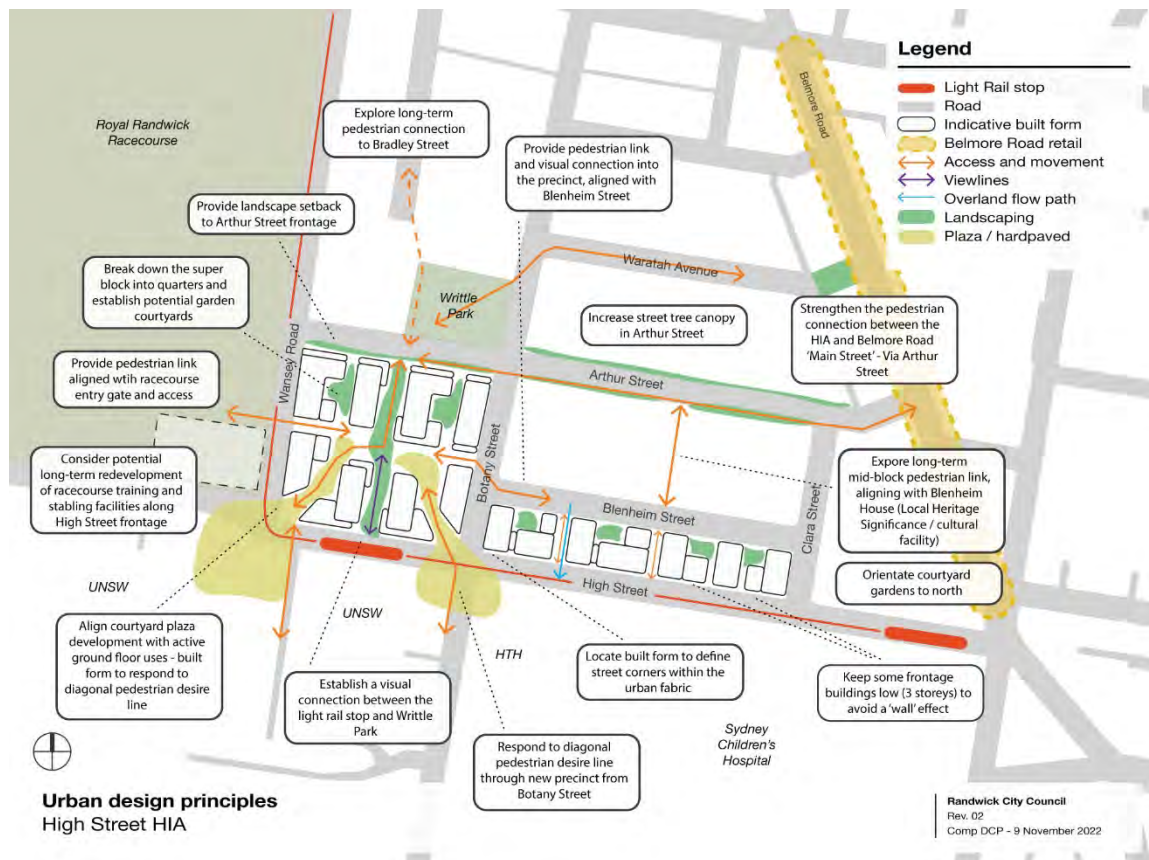 Legend
Light Rail stop
Road
Indicative built form
Belmore Road retail
Access and movement
Viewlines
Overland flow path
Landscaping
Plaza / hardpaved
Belmore Road
Royal Randwick
Racecourse
Explore long-term
pedestrian connection
to Bradley Street
Provide pedestrian link
and visual connection into
the precinct, aligned with
Blenheim Street
Provide landscape setback
to Arthur Street frontage
Break down the super
block into quarters and
establish potential garden
courtyards
Waratah Avenue
Writtle
Park
Increase street tree canopy
in Arthur Street
Strengthen the pedestrian
connection between the
HIA and Belmore Road
'Main Street' - Via Arthur
Street
Wansey Road
Provide pedestrian link
aligned wtih racecourse
entry gate and access
Arthur Street
Botany Street
Consider potential
long-term redevelopment
of racecourse training and
stabling facilities along
High Street frontage
Expore long-term
mid-block pedestrian link,
aligning with Blenheim
House (Local Heritage
Significance / cultural
facility)
Blenheim Street
Clara Street
High Street
Orientate courtyard
gardens to north
UNSW
UNSW
Align courtyard plaza
development with active
ground floor uses - built
form to respond to
diagonal pedestrian desire
line
HTH
Establish a visual
connection between the
light rail stop and Writtle
Park
Locate built form to define
street corners within the
urban fabric
Keep some frontage
buildings low (3 storeys) to
avoid a 'wall' effect
Sydney
Children's
Hospital
Respond to diagonal
pedestrian desire line
through new precinct from
Botany Street
Urban design principles
High Street HIA
Randwick City Council
Rev. 02
Comp DCP - 9 November 2022